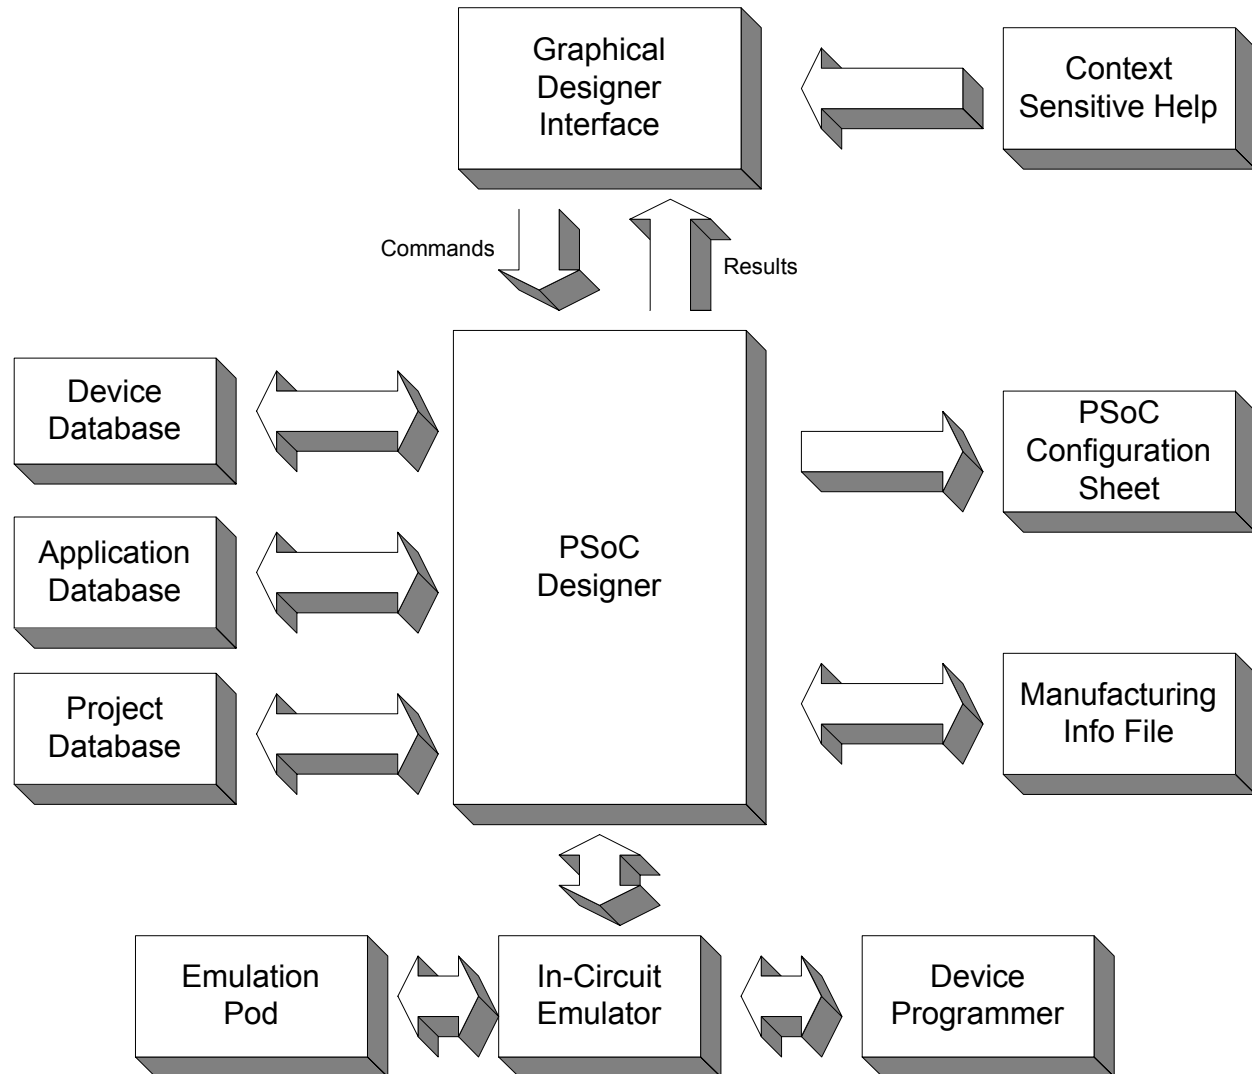 Graphical
Designer
Interface
Context
Sensitive Help
Commands
Results
Device
Database
PSoC
Configuration
Sheet
Application
Database
PSoC
Designer
Project
Database
Manufacturing
Info File
Emulation
Pod
In-Circuit
Emulator
Device
Programmer